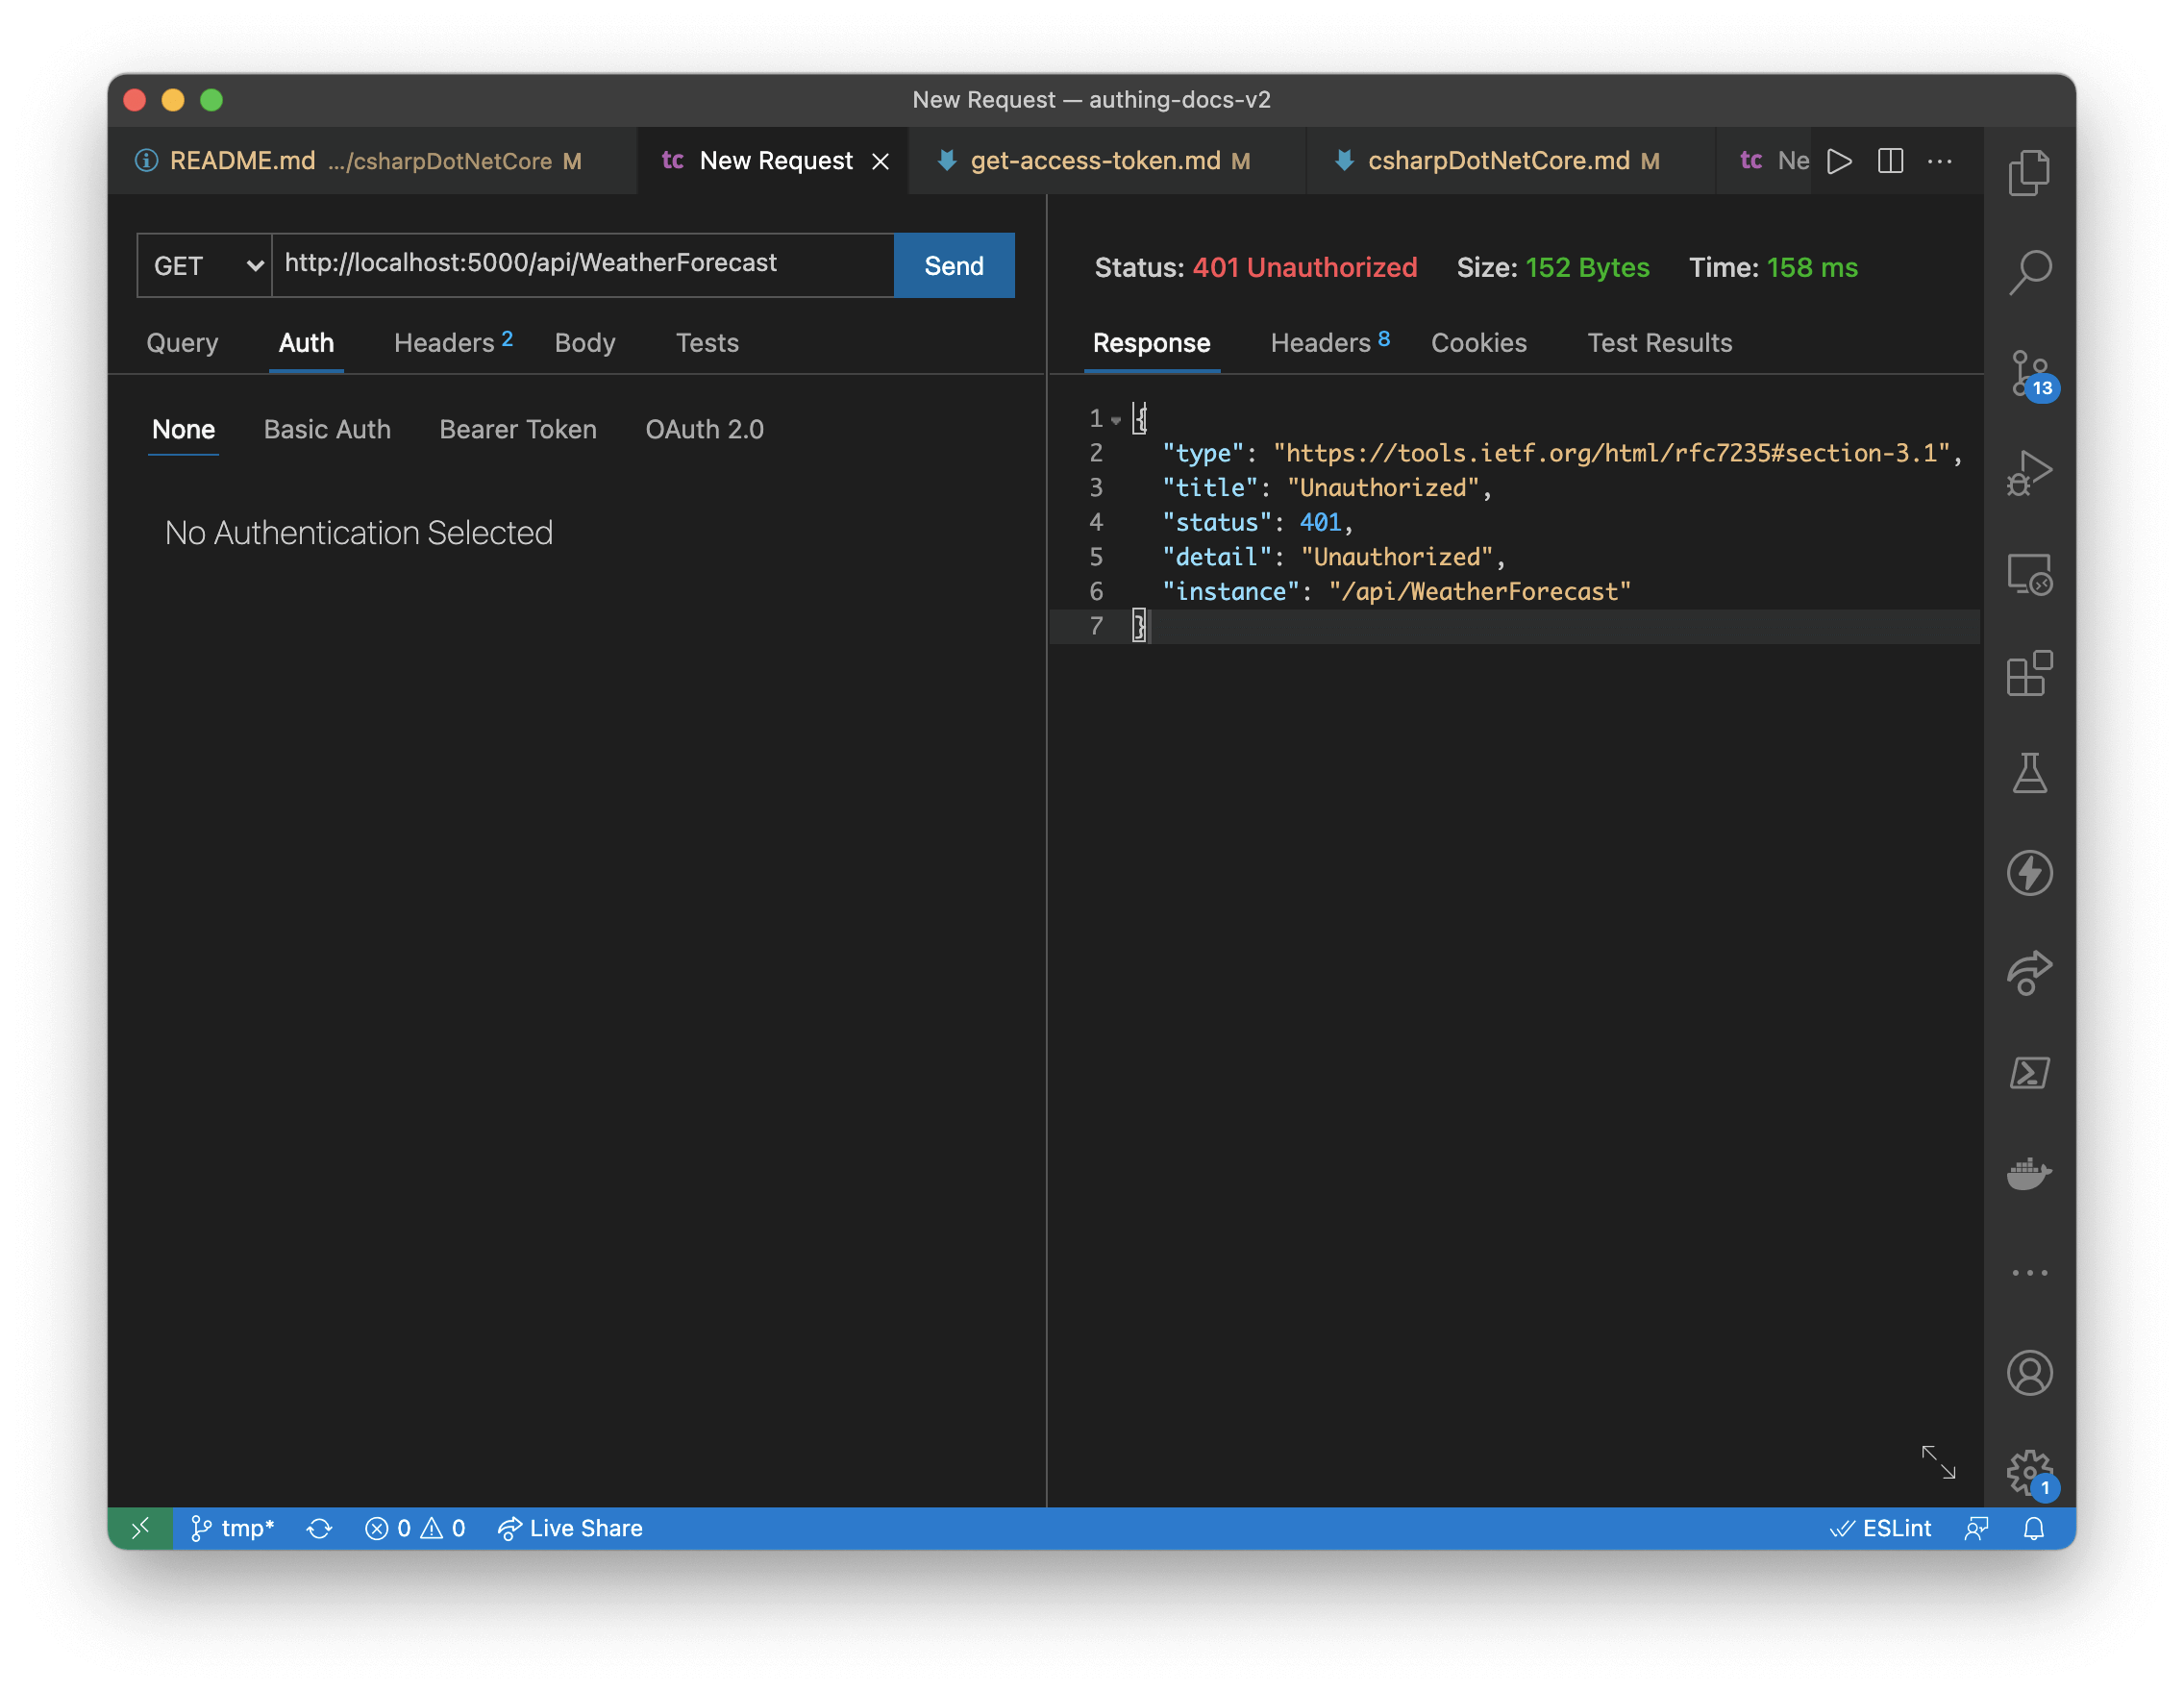 New Request — authing-docs-v2
README.md .../csharpDotNetCore M
tc New Request
get-access-token.md M
csharpDotNetCore.md M
tc Ne
GET
http://localhost:5000/api/WeatherForecast
Send
Query
Auth
Headers 2
Body
Tests
None
Basic Auth
Bearer Token
OAuth 2.0
No Authentication Selected
Status: 401 Unauthorized
Size: 152 Bytes
Time: 158 ms
Response
Headers 8
Cookies
Test Results
1 {
2 "type": "https://tools.ietf.org/html/rfc7235#section-3.1",
3 "title": "Unauthorized",
4 "status": 401,
5 "detail": "Unauthorized",
6 "instance": "/api/WeatherForecast"
7 }
13
1
tmp*
0
0
Live Share
ESLint